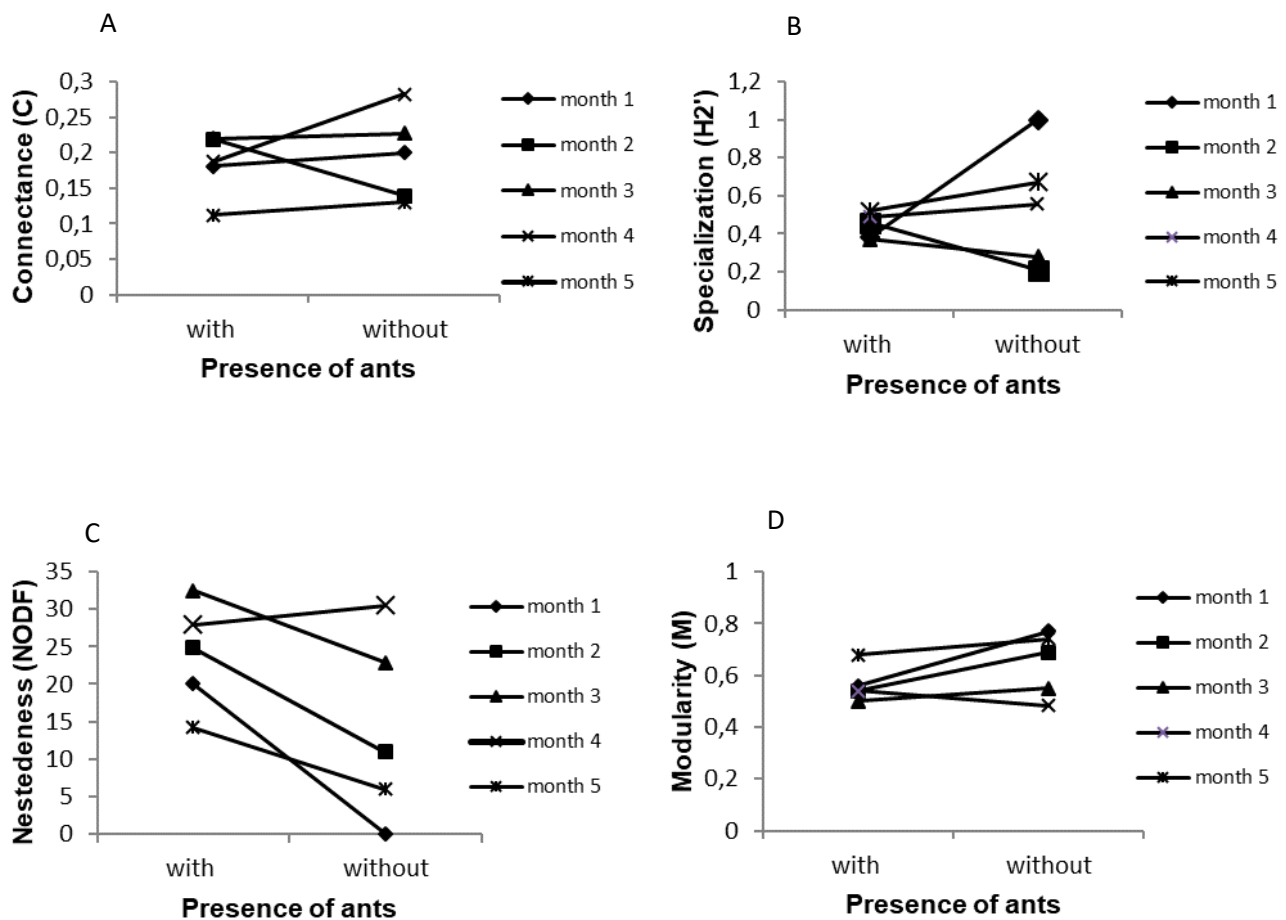 A
Connectance (C)
0,3
0,25
0,2
0,15
0,1
0,05
0
with
without
Presence of ants
month 1
month 2
month 3
month 4
month 5
B
Specialization (H2')
1,2
1
0,8
0,6
0,4
0,2
0
with
without
Presence of ants
month 1
month 2
month 3
month 4
month 5
C
Nestedeness (NODF)
35
30
25
20
15
10
5
0
with
without
Presence of ants
month 1
month 2
month 3
month 4
month 5
D
Modularity (M)
1
0,8
0,6
0,4
0,2
0
with
without
Presence of ants
month 1
month 2
month 3
month 4
month 5